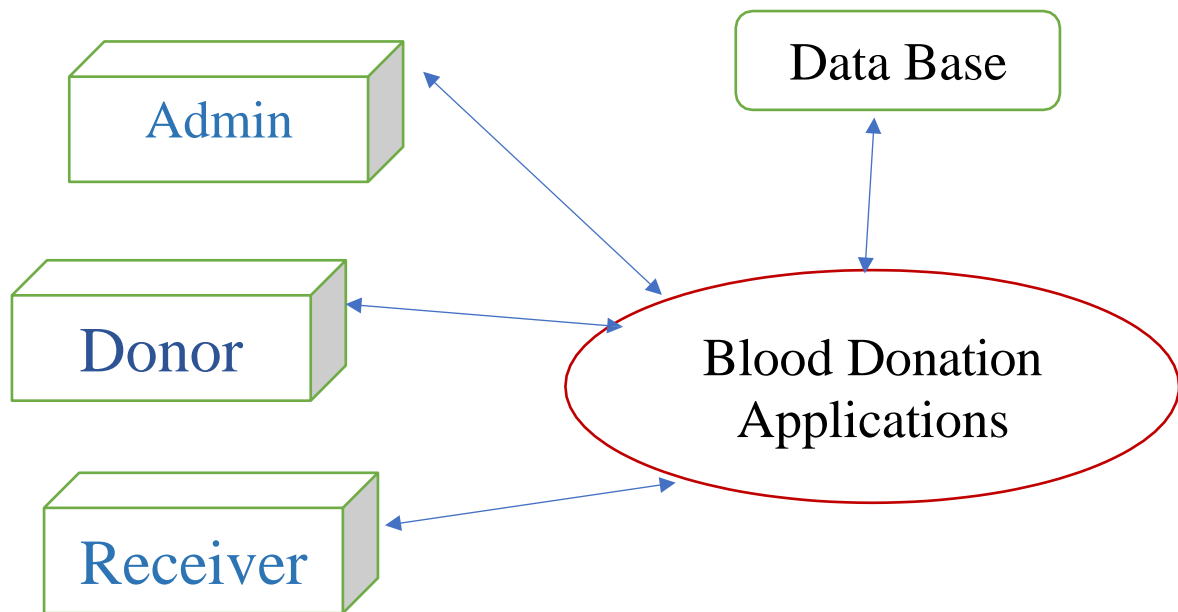 Admin
Data Base
Donor
Blood Donation
Applications
Receiver